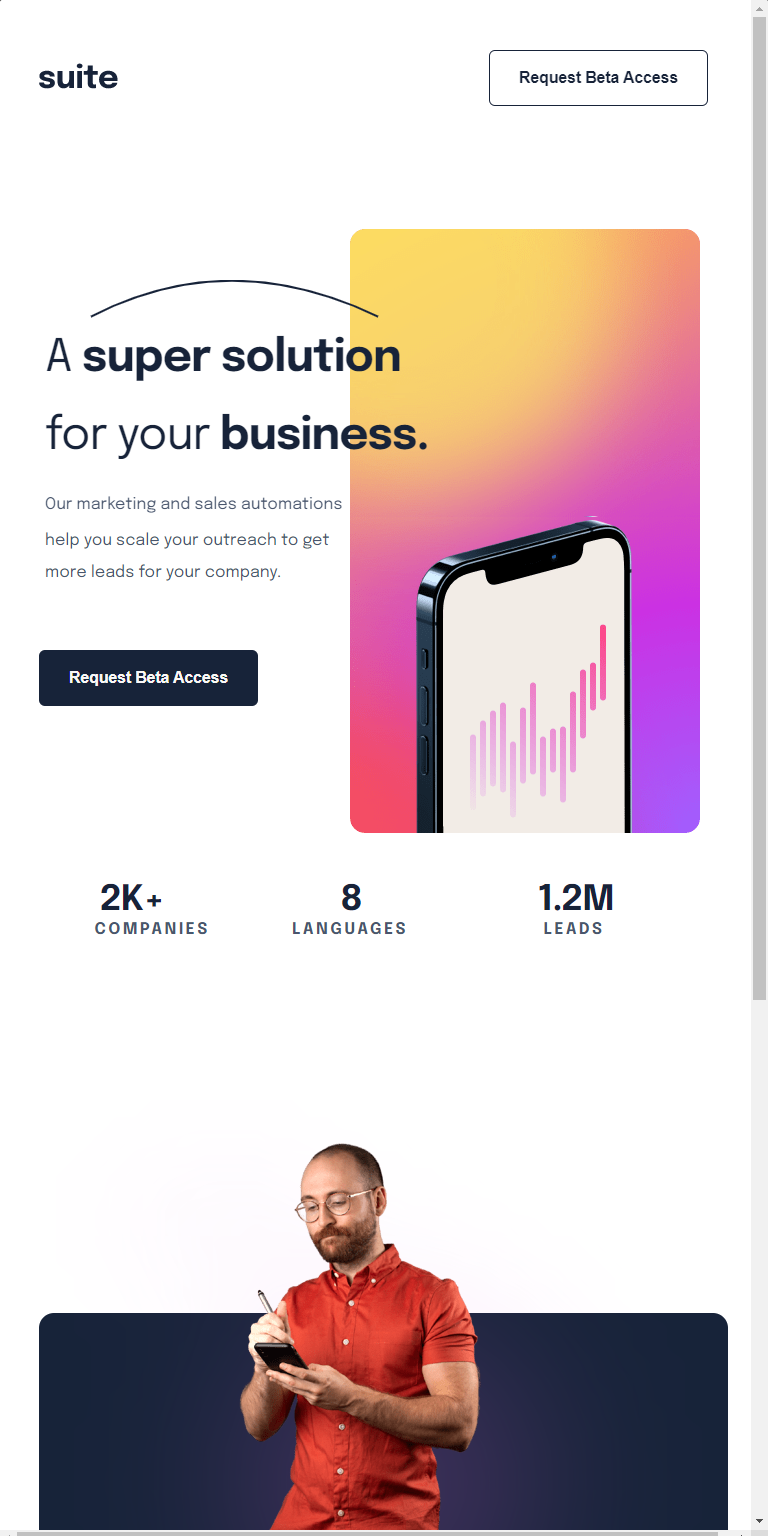 suite
Request Beta Access
A super solution
for your business.
Our marketing and sales automations
help you scale your outreach to get
more leads for your company.
Request Beta Access
2K+
COMPANIES
8
LANGUAGES
1.2M
LEADS